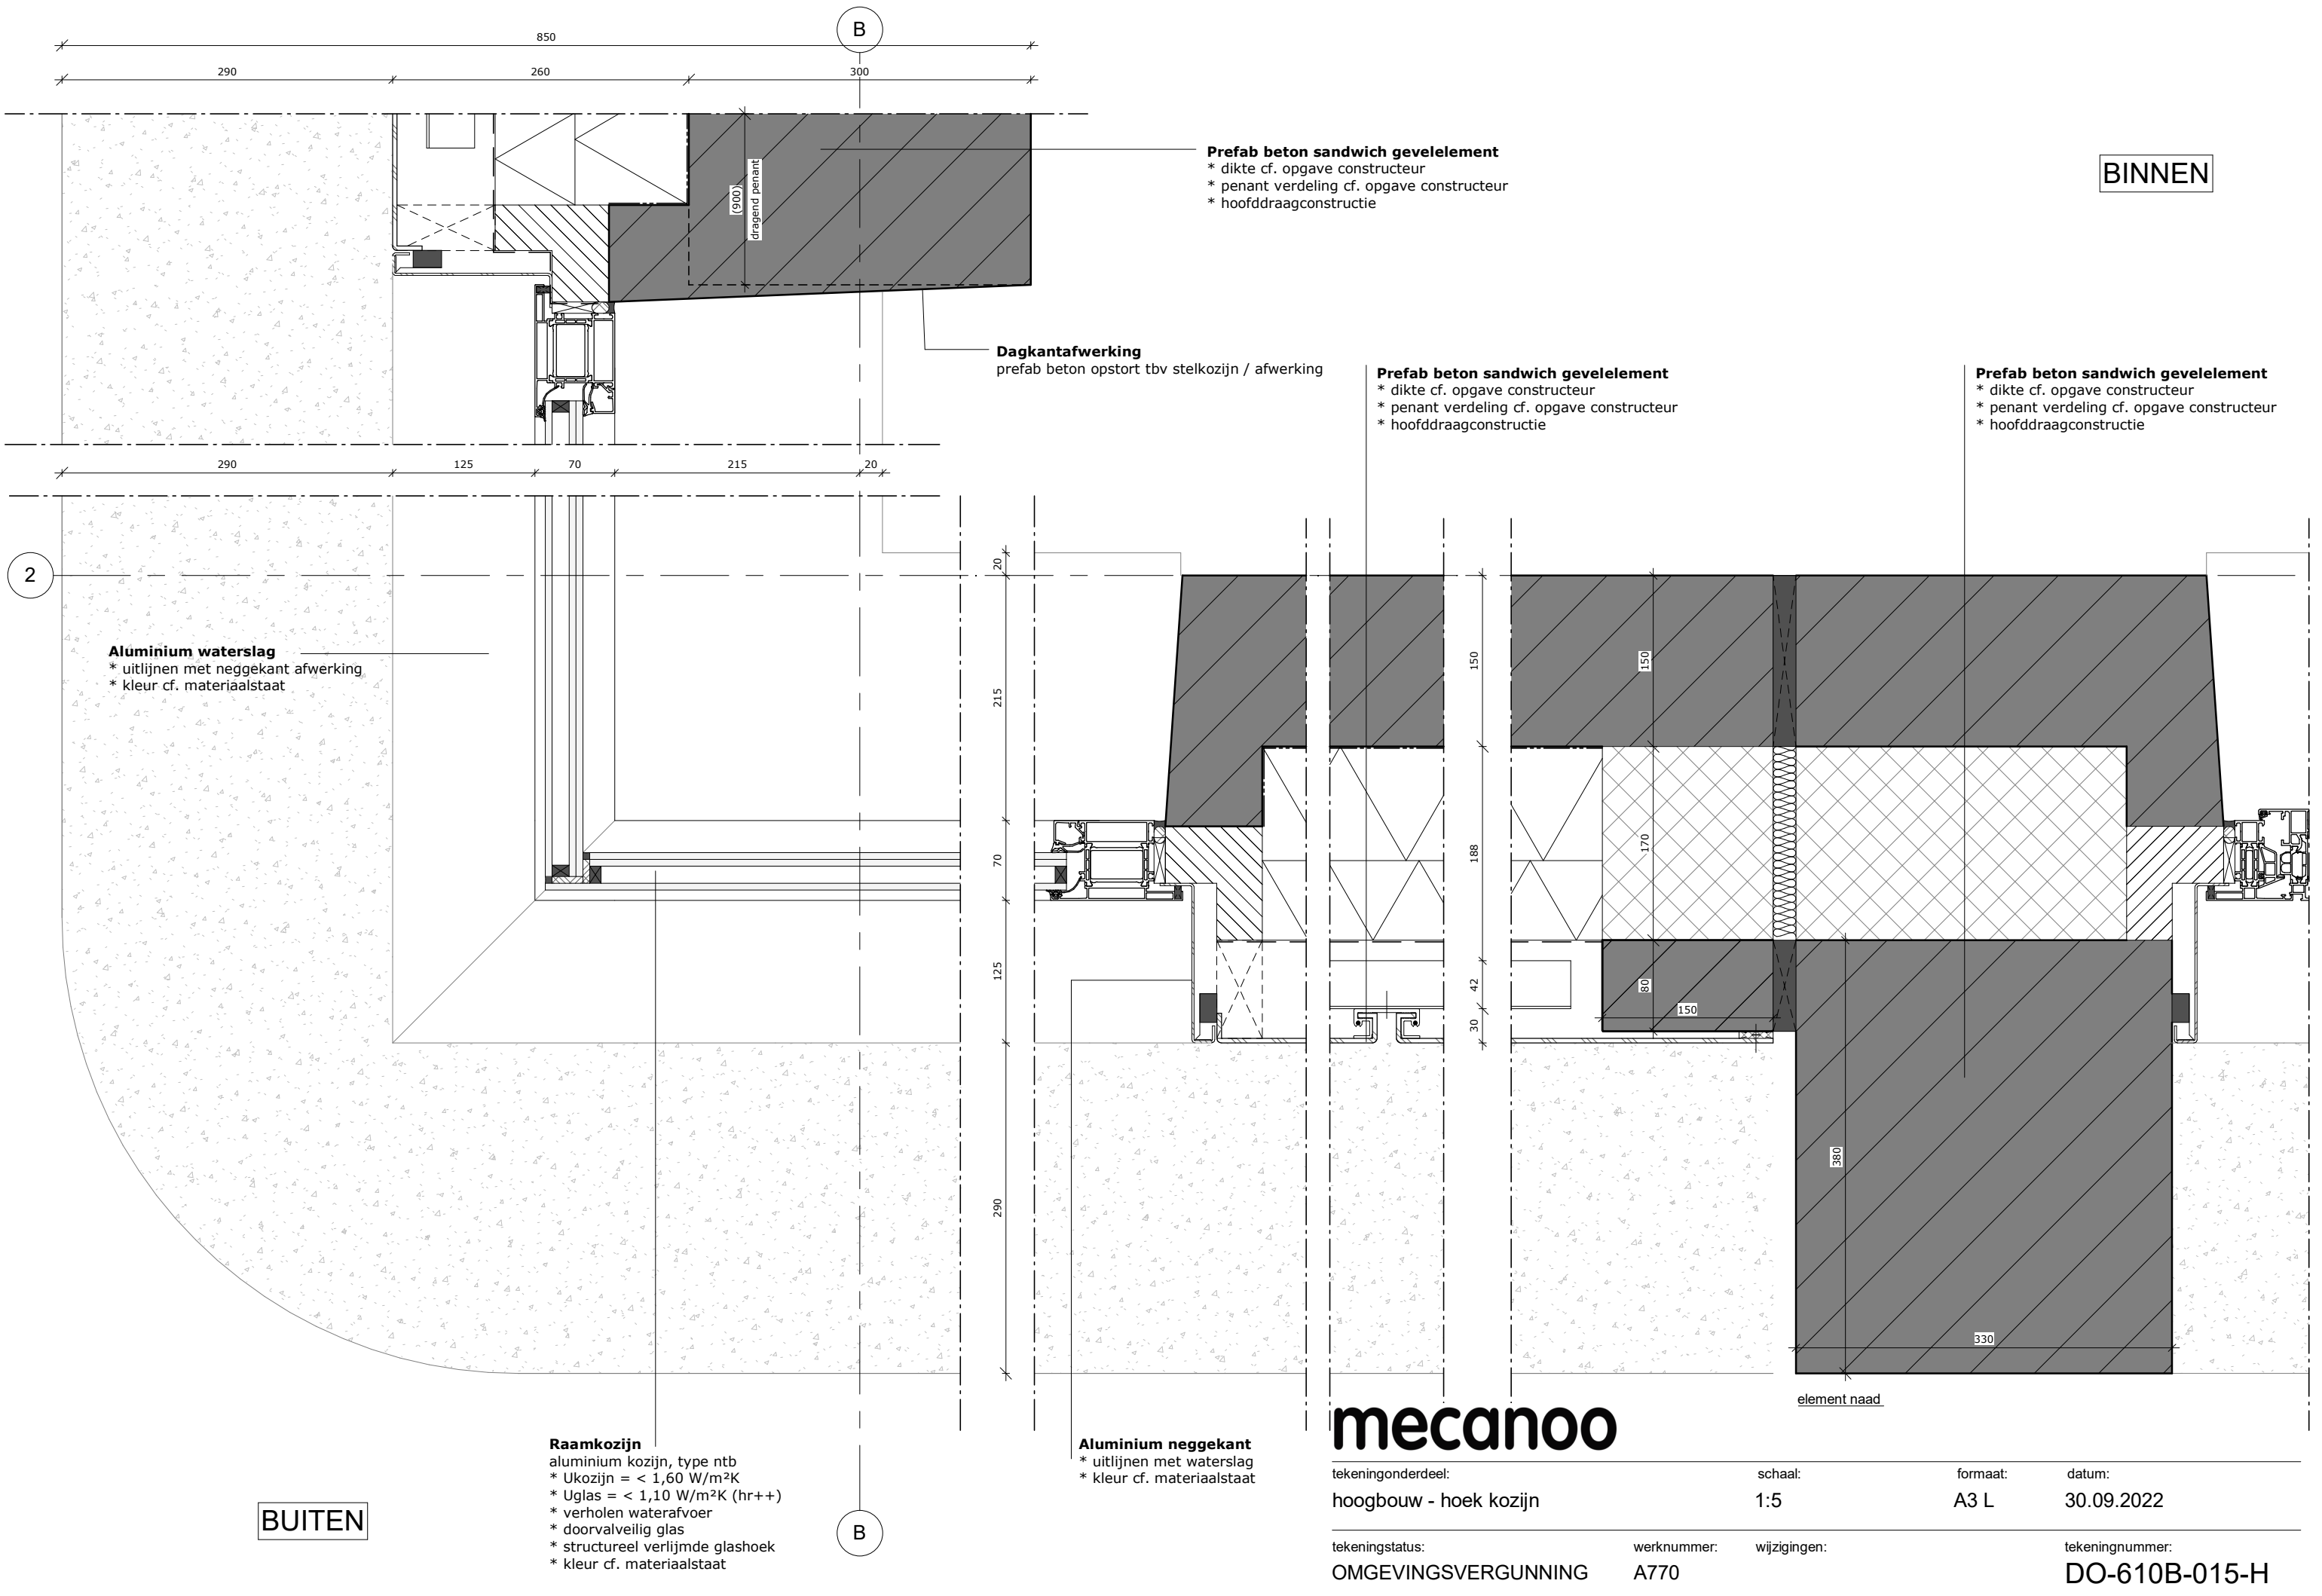 B
850
290
260
300
(900)
dragend penant
Prefab beton sandwich gevelelement
* dikte cf. opgave constructeur
* penant verdeling cf. opgave constructeur
* hoofddraagconstructie
BINNEN
Dagkantafwerking
prefab beton opstort tbv stelkozijn / afwerking
Prefab beton sandwich gevelelement
* dikte cf. opgave constructeur
* penant verdeling cf. opgave constructeur
* hoofddraagconstructie
Prefab beton sandwich gevelelement
* dikte cf. opgave constructeur
* penant verdeling cf. opgave constructeur
* hoofddraagconstructie
290
125
70
215
20
2
20
215
70
125
290
150
188
42
30
150
170
80
150
380
330
Aluminium waterslag
* uitlijnen met neggekant afwerking
* kleur cf. materiaalstaat
element naad
Raamkozijn
aluminium kozijn, type ntb
* Ukozijn = < 1,60 W/m²K
* Uglas = < 1,10 W/m²K (hr++)
* verholen waterafvoer
* doorvalveilig glas
* structureel verlijmde glashoek
* kleur cf. materiaalstaat
Aluminium neggekant
* uitlijnen met waterslag
* kleur cf. materiaalstaat
BUITEN
B
mecanoo
tekeningonderdeel: schaal: formaat: datum:
hoogbouw - hoek kozijn 1:5 A3 L 30.09.2022
tekeningstatus: werknummer: wijzigingen: tekeningnummer:
OMGEVINGSVERGUNNING A770 DO-610B-015-H